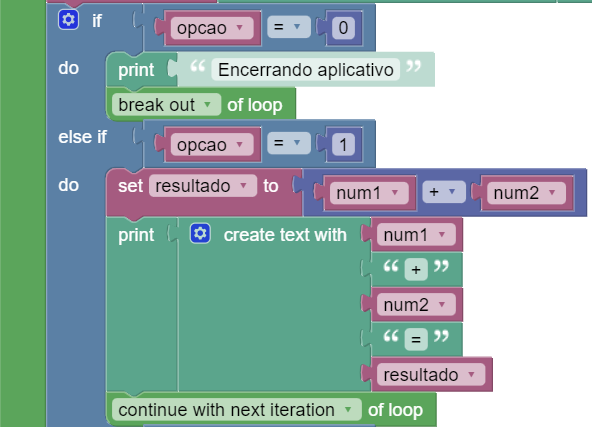 if opcao = 0
do print “ Encerrando aplicativo ”
break out of loop
else if opcao = 1
do set resultado to num1 + num2
print create text with num1
“ + ”
num2
“ = ”
resultado
continue with next iteration of loop